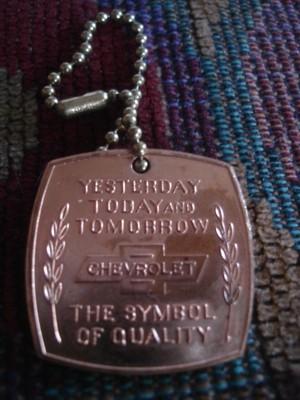 YESTERDAY
TODAY AND
TOMORROW
CHEVROLET
THE SYMBOL
OF QUALITY